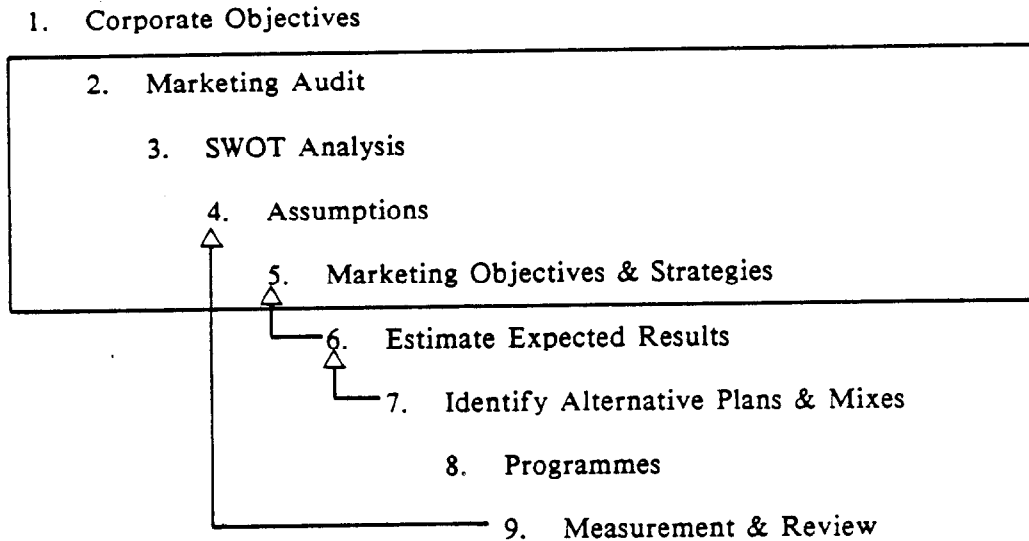 1. Corporate Objectives
2. Marketing Audit
3. SWOT Analysis
4. Assumptions
5. Marketing Objectives & Strategies
6. Estimate Expected Results
7. Identify Alternative Plans & Mixes
8. Programmes
9. Measurement & Review